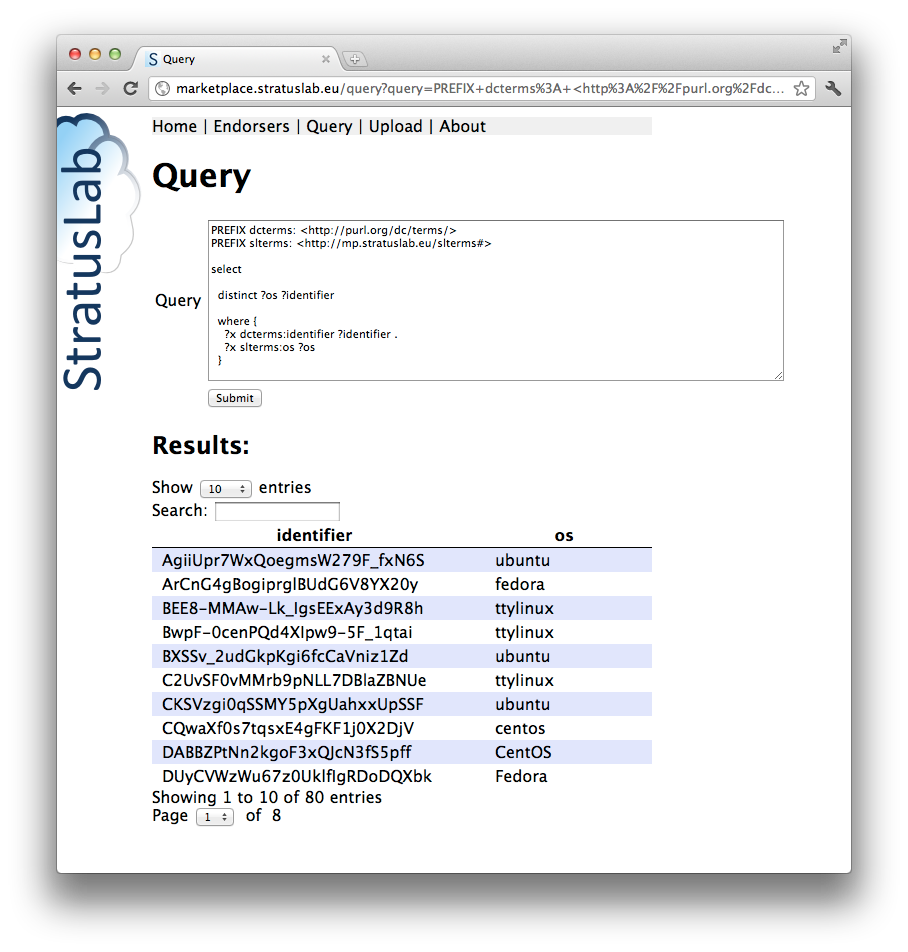 Query
marketplace.stratuslab.eu/query?query=PREFIX+dcterms%3A+<http%3A%2F%2Fpurl.org%2Fdc...
StratusLab
Home | Endorsers | Query | Upload | About
Query
PREFIX dcterms: <http://purl.org/dc/terms/>
PREFIX slterms: <http://mp.stratuslab.eu/slterms#>
select
distinct ?os ?identifier
Query
where {
?x dcterms:identifier ?identifier .
?x slterms:os ?os
}
Submit
Results:
Show 10 entries
Search:
identifier os
AgiiUpr7WxQoegmsW279F_fxN6S ubuntu
ArCnG4gBogiprglBUdG6V8YX20y fedora
BEE8-MMAw-Lk_IgsEExAy3d9R8h ttylinux
BwpF-0cenPQd4XIpw9-5F_1qtai ttylinux
BXSSv_2udGkpKgi6fcCaVniz1Zd ubuntu
C2UvSF0vMMrb9pNLL7DBlaZBNUe ttylinux
CKSVzgi0qSSMY5pXgUahxxUpSSF ubuntu
CQwaXf0s7tqsxE4gFKF1j0X2DjV centos
DABBZPtNn2kgoF3xQJcN3fS5pff CentOS
DUyCVWzWu67z0UklfIgRDoDQXbk Fedora
Showing 1 to 10 of 80 entries
Page 1 of 8